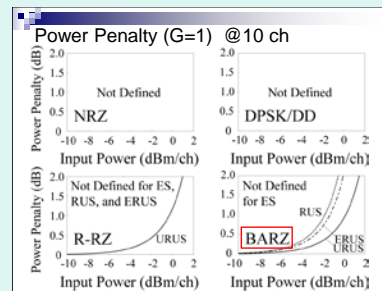 Power Penalty (G=1) @10 ch
Power Penalty (dB)
2.0
1.5
1.0
0.5
0
Not Defined
NRZ
-10 -8 -6 -4 -2 0 2
Input Power (dBm/ch)
2.0
1.5
1.0
0.5
0
Not Defined
DPSK/DD
-10 -8 -6 -4 -2 0 2
Input Power (dBm/ch)
Power Penalty (dB)
2.0
1.5
1.0
0.5
0
Not Defined for ES,
RUS, and ERUS
R-RZ
URUS
-10 -8 -6 -4 -2 0 2
Input Power (dBm/ch)
2.0
1.5
1.0
0.5
0
Not Defined
for ES
RUS
BARZ
ERUS
URUS
-10 -8 -6 -4 -2 0 2
Input Power (dBm/ch)